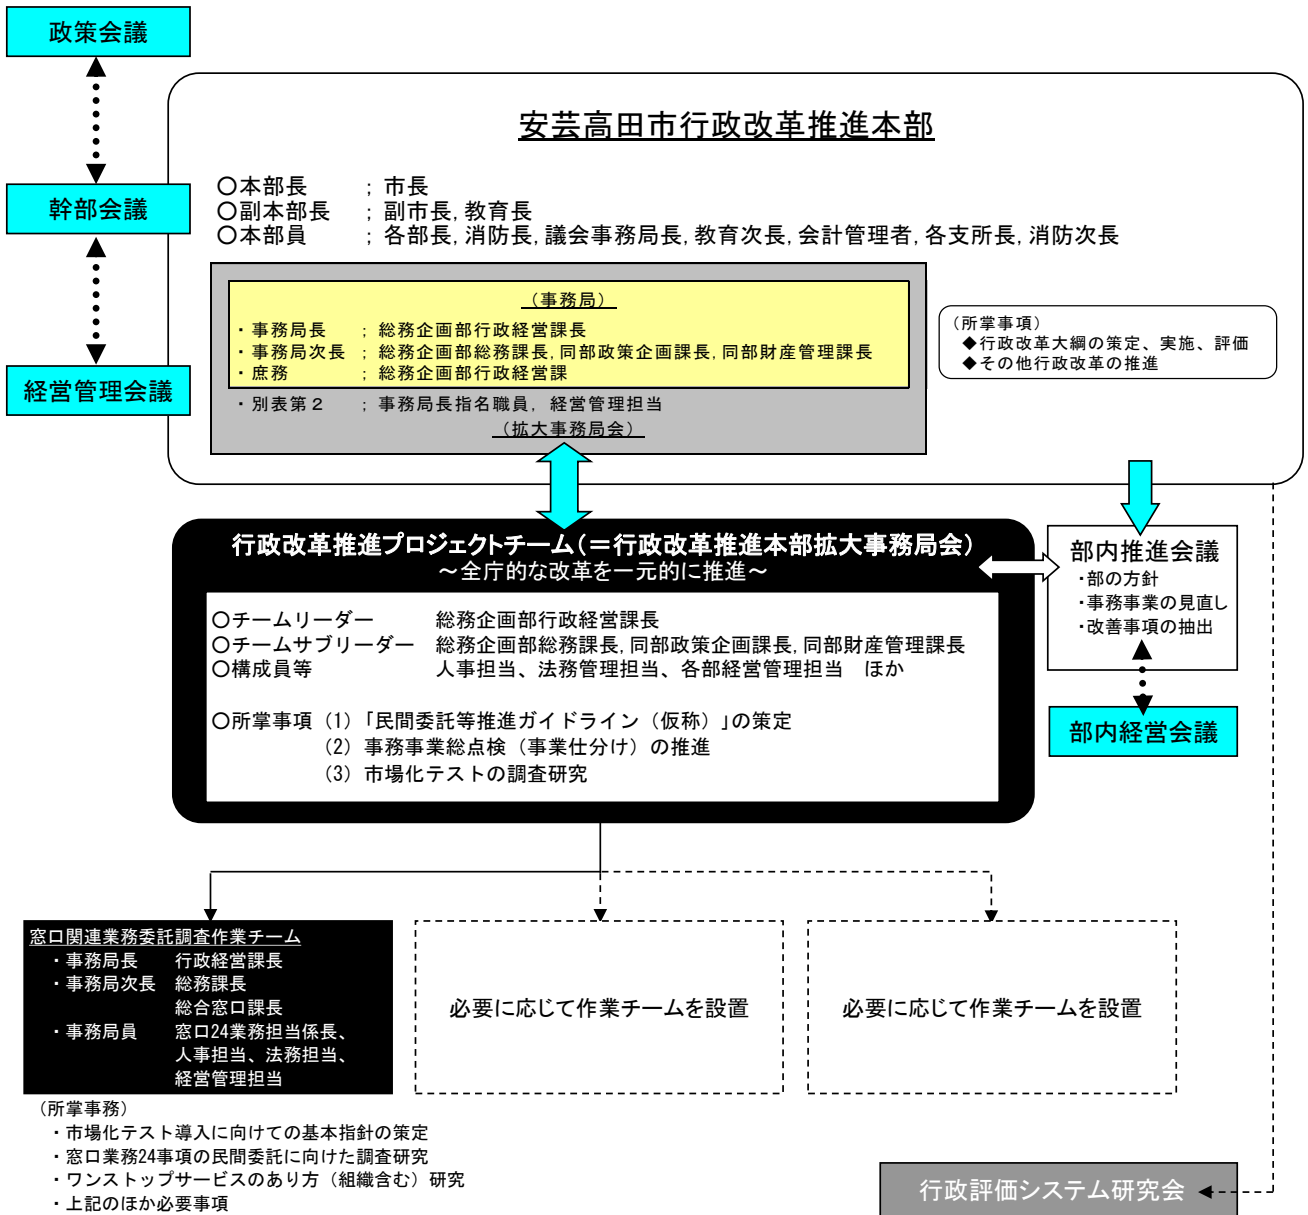 政策会議
安芸高田市行政改革推進本部
幹部会議
○本部長　；市長
○副本部長　；副市長，教育長
○本部員　；各部長，消防長，議会事務局長，教育次長，会計管理者，各支所長，消防次長
（事務局）
・事務局長　；総務企画部行政経営課長
・事務局次長；総務企画部総務課長，同部政策企画課長，同部財産管理課長
・庶務　；総務企画部行政経営課
・別表第２　；事務局長指名職員，経営管理担当
（拡大事務局会）
（所掌事項）
◆行政改革大綱の策定、実施、評価
◆その他行政改革の推進
経営管理会議
行政改革推進プロジェクトチーム（＝行政改革推進本部拡大事務局会）
～全庁的な改革を一元的に推進～
○チームリーダー　総務企画部行政経営課長
○チームサブリーダー　総務企画部総務課長，同部政策企画課長，同部財産管理課長
○構成員等　人事担当、法務管理担当、各部経営管理担当　ほか
○所掌事項（1）「民間委託等推進ガイドライン（仮称）」の策定
（2）事務事業総点検（事業仕分け）の推進
（3）市場化テストの調査研究
部内推進会議
・部の方針
・事務事業の見直し
・改善事項の抽出
部内経営会議
窓口関連業務委託調査作業チーム
・事務局長　行政経営課長
・事務局次長　総務課長
総合窓口課長
・事務局員　窓口24業務担当係長、
人事担当、法務担当、
経営管理担当
必要に応じて作業チームを設置
必要に応じて作業チームを設置
（所掌事務）
・市場化テスト導入に向けての基本指針の策定
・窓口業務24事項の民間委託に向けた調査研究
・ワンストップサービスのあり方（組織含む）研究
・上記のほか必要事項
行政評価システム研究会